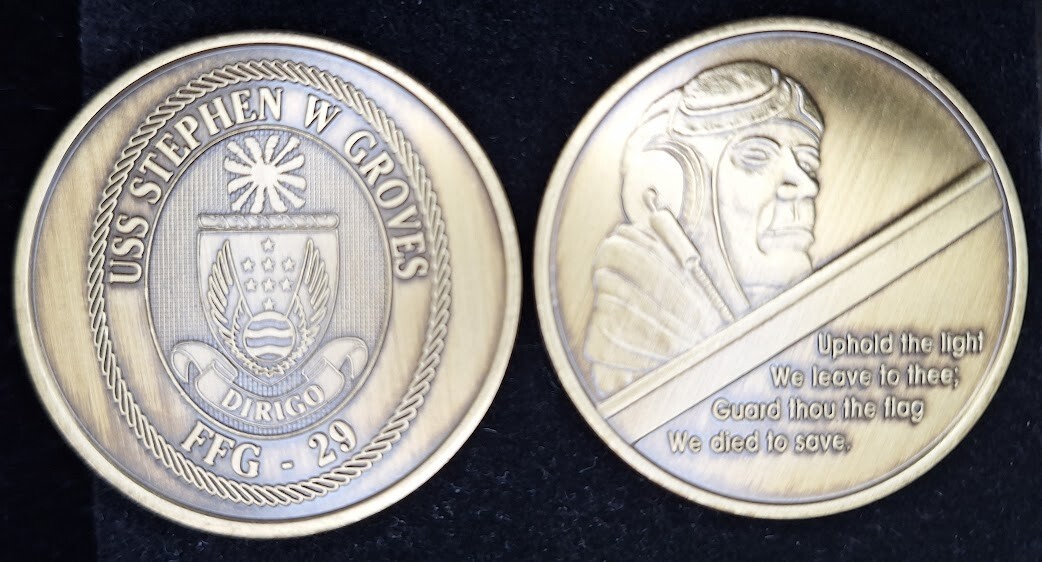 USS STEPHEN W GROVES
DIRIGO
FFG - 29
Uphold the light
We leave to thee;
Guard thou the flag
We died to save.